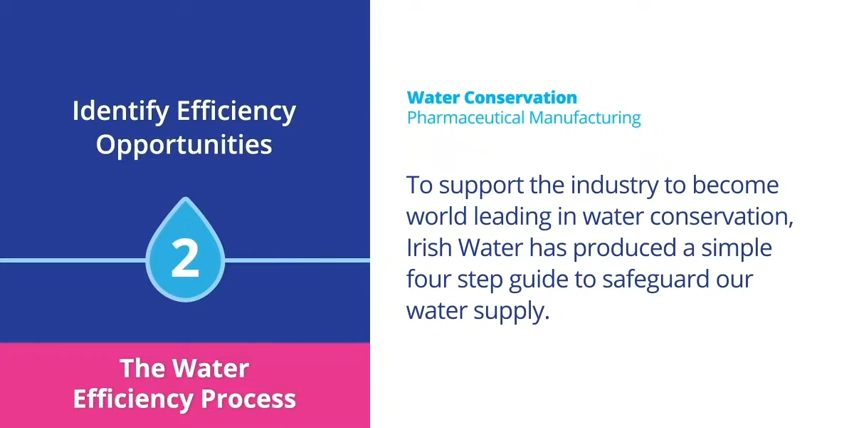 Identify Efficiency
Opportunities
2
The Water
Efficiency Process
Water Conservation
Pharmaceutical Manufacturing
To support the industry to become
world leading in water conservation,
Irish Water has produced a simple
four step guide to safeguard our
water supply.